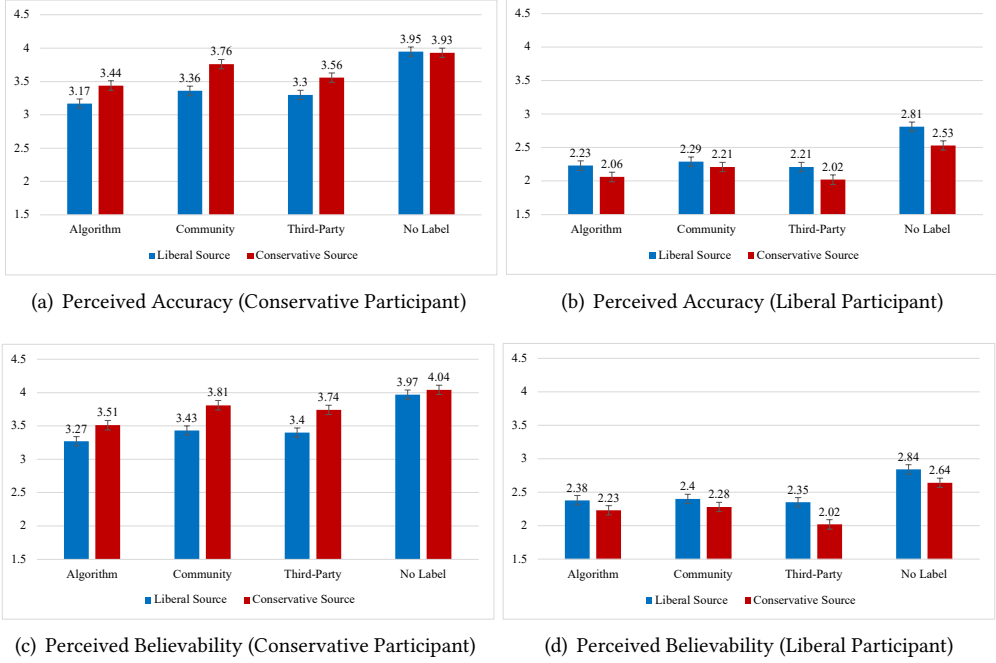 4.5
4
3.5
3
2.5
2
1.5
3.17
3.44
3.36
3.76
3.3
3.56
3.95
3.93
Algorithm
Community
Third-Party
No Label
Liberal Source
Conservative Source
(a) Perceived Accuracy (Conservative Participant)
4.5
4
3.5
3
2.5
2
1.5
2.23
2.06
2.29
2.21
2.21
2.02
2.81
2.53
Algorithm
Community
Third-Party
No Label
Liberal Source
Conservative Source
(b) Perceived Accuracy (Liberal Participant)
4.5
4
3.5
3
2.5
2
1.5
3.27
3.51
3.43
3.81
3.4
3.74
3.97
4.04
Algorithm
Community
Third-Party
No Label
Liberal Source
Conservative Source
(c) Perceived Believability (Conservative Participant)
4.5
4
3.5
3
2.5
2
1.5
2.38
2.23
2.4
2.28
2.35
2.02
2.84
2.64
Algorithm
Community
Third-Party
No Label
Liberal Source
Conservative Source
(d) Perceived Believability (Liberal Participant)